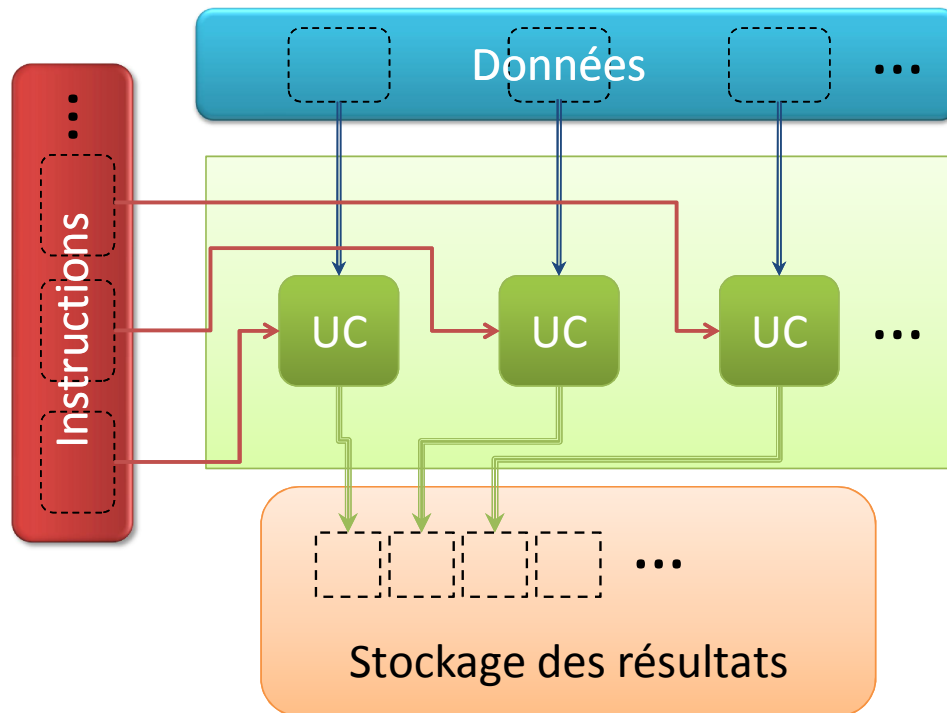 Données
...
...
Instructions
UC
UC
UC
...
...
Stockage des résultats